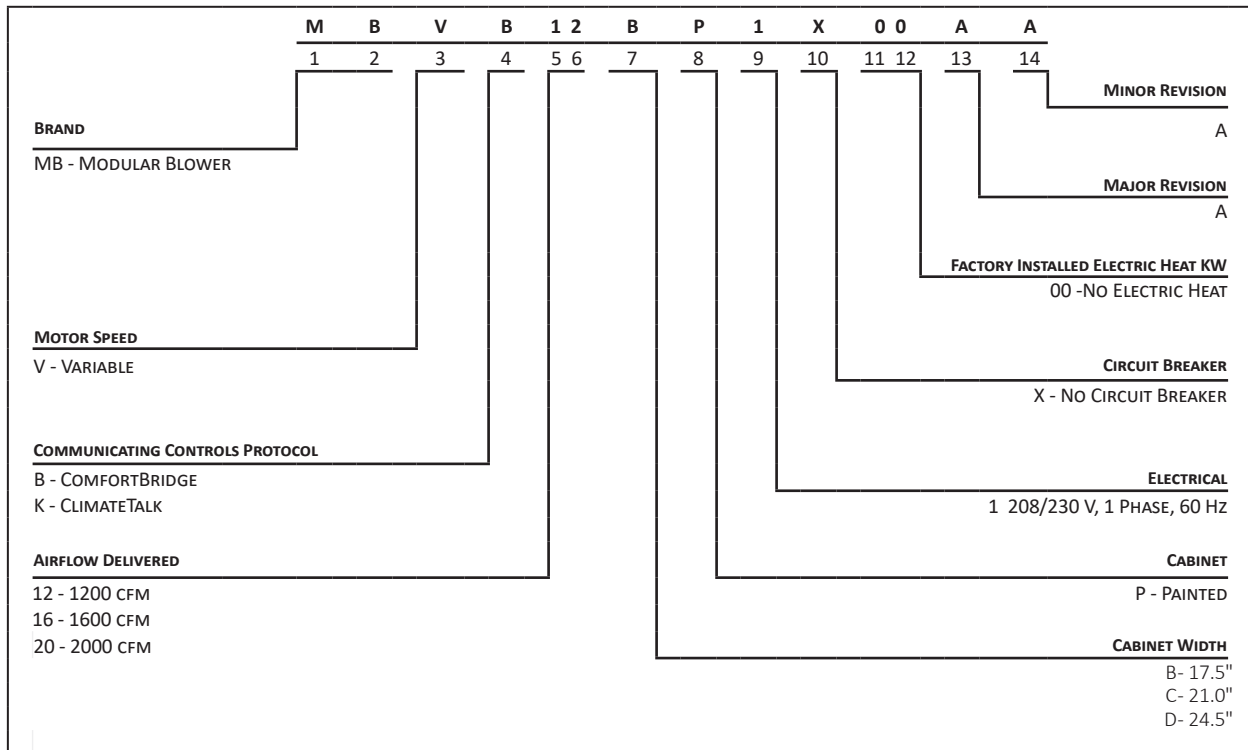 M B V B 1 2 B P 1 X 0 0 A A
1 2 3 4 5 6 7 8 9 10 11 12 13 14
BRAND
MB - MODULAR BLOWER
MOTOR SPEED
V - VARIABLE
COMMUNICATING CONTROLS PROTOCOL
B - COMFORTBRIDGE
K - CLIMATETALK
AIRFLOW DELIVERED
12 - 1200 CFM
16 - 1600 CFM
20 - 2000 CFM
MINOR REVISION
A
MAJOR REVISION
A
FACTORY INSTALLED ELECTRIC HEAT KW
00 -NO ELECTRIC HEAT
CIRCUIT BREAKER
X - NO CIRCUIT BREAKER
ELECTRICAL
1 208/230 V, 1 PHASE, 60 HZ
CABINET
P - PAINTED
CABINET WIDTH
B- 17.5"
C- 21.0"
D- 24.5"